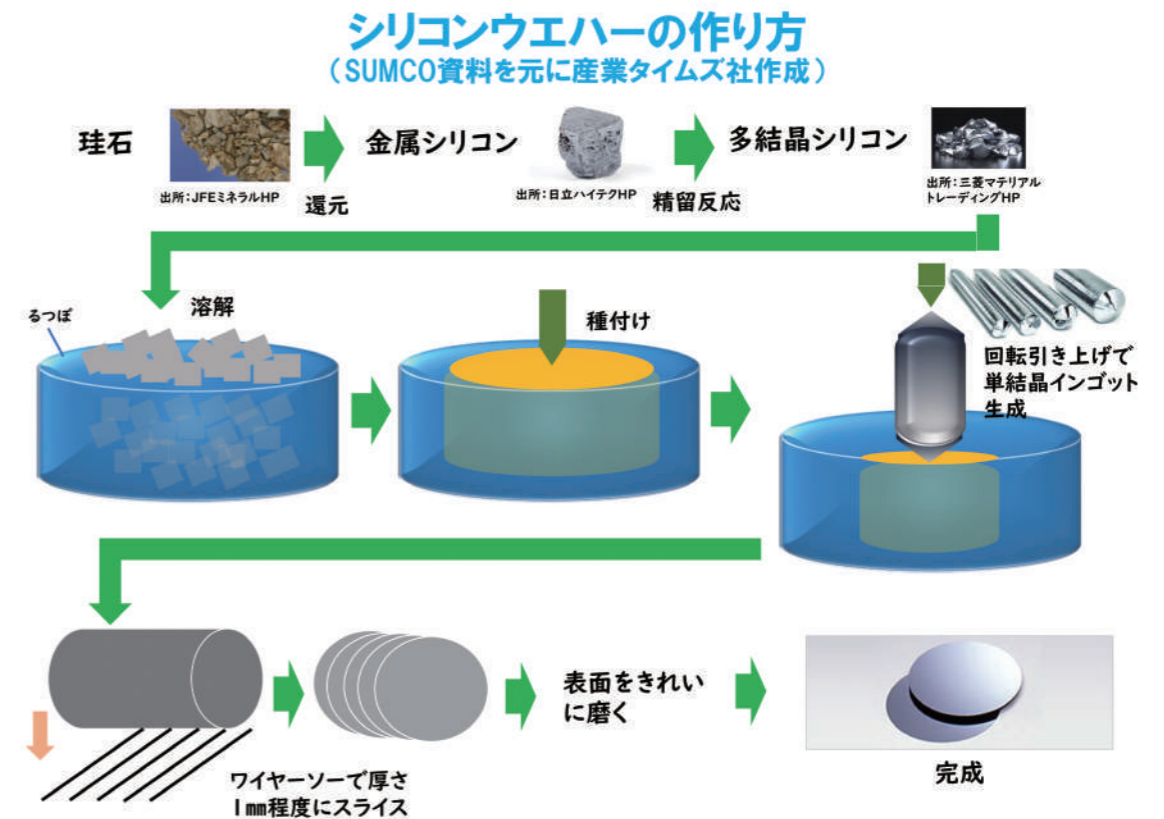 シリコンウエハーの作り方
（SUMCO資料を元に産業タイムズ社作成）
珪石
出所：JFEミネラルHP
還元
金属シリコン
出所：日立ハイテクHP
精留反応
多結晶シリコン
出所：三菱マテリアル
トレーディングHP
るつぼ
溶解
種付け
回転引き上げで
単結晶インゴット
生成
ワイヤーソーで厚さ
1㎜程度にスライス
表面をきれい
に磨く
完成